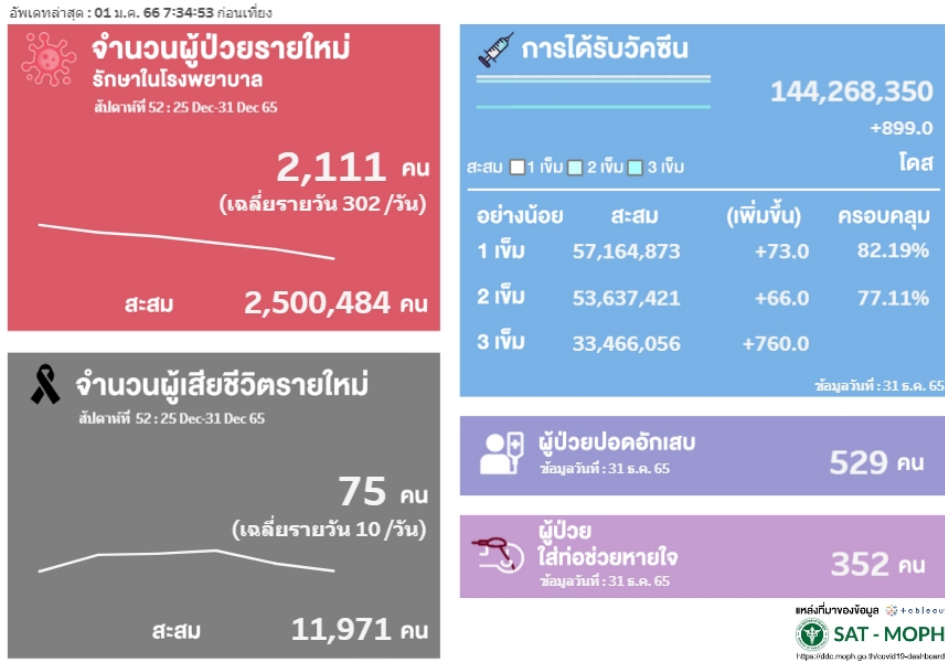 อัพเดทล่าสุด : 01 ม.ค. 66 7:34:53 ก่อนเที่ยง
จำนวนผู้ป่วยรายใหม่
รักษาในโรงพยาบาล
สัปดาห์ที่ 52 : 25 Dec-31 Dec 65
2,111 คน
(เฉลี่ยรายวัน 302 /วัน)
สะสม 2,500,484 คน
จำนวนผู้เสียชีวิตรายใหม่
สัปดาห์ที่ 52 : 25 Dec-31 Dec 65
75 คน
(เฉลี่ยรายวัน 10 /วัน)
สะสม 11,971 คน
การได้รับวัคซีน
144,268,350
+899.0
โดส
สะสม 1 เข็ม 2 เข็ม 3 เข็ม
อย่างน้อย สะสม (เพิ่มขึ้น) ครอบคลุม
1 เข็ม 57,164,873 +73.0 82.19%
2 เข็ม 53,637,421 +66.0 77.11%
3 เข็ม 33,466,056 +760.0
ข้อมูลวันที่ : 31 ธ.ค. 65
ผู้ป่วยปอดอักเสบ
ข้อมูลวันที่ : 31 ธ.ค. 65
529 คน
ผู้ป่วย
ใส่ท่อช่วยหายใจ
ข้อมูลวันที่ : 31 ธ.ค. 65
352 คน
แหล่งที่มาของข้อมูล +ableau
SAT - MOPH
https://ddc.moph.go.th/covid19-dashboard